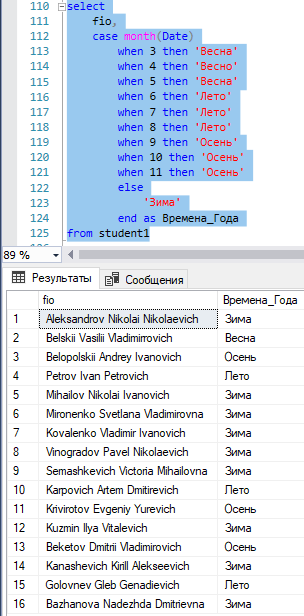 110 select
111 fio,
112 case month(Date)
113 when 3 then 'Весна'
114 when 4 then 'Весно'
115 when 5 then 'Весна'
116 when 6 then 'Лето'
117 when 7 then 'Лето'
118 when 8 then 'Лето'
119 when 9 then 'Осень'
120 when 10 then 'Осень'
121 when 11 then 'Осень'
122 else
123 'Зима'
124 end as Времена_Года
125 from student1
89 %
Результаты Сообщения
fio Времена_Года
1 Aleksandrov Nikolai Nikolaevich Зима
2 Belskii Vasilii Vladimirrovich Весна
3 Belopolskii Andrey Ivanovich Осень
4 Petrov Ivan Petrovich Лето
5 Mihailov Nikolai Ivanovich Зима
6 Mironenko Svetlana Vladimirovna Зима
7 Kovalenko Vladimir Ivanovich Зима
8 Vinogradov Pavel Nikolaevich Зима
9 Semashkevich Victoria Mihailovna Зима
10 Karpovich Artem Dmitirevich Лето
11 Krivirotov Evgeniy Yurevich Осень
12 Kuzmin Ilya Vitalevich Зима
13 Beketov Dmitrii Vladimirovich Осень
14 Kanashevich Kirill Alekseevich Зима
15 Golovnev Gleb Genadievich Лето
16 Bazhanova Nadezhda Dmitrievna Зима